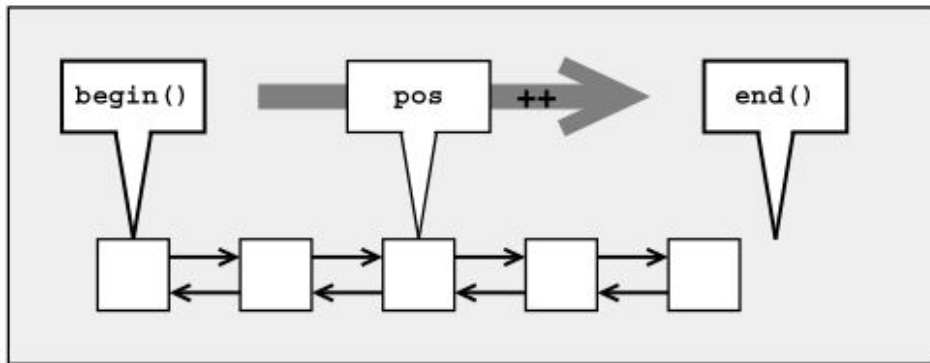 begin()
pos
++
end()